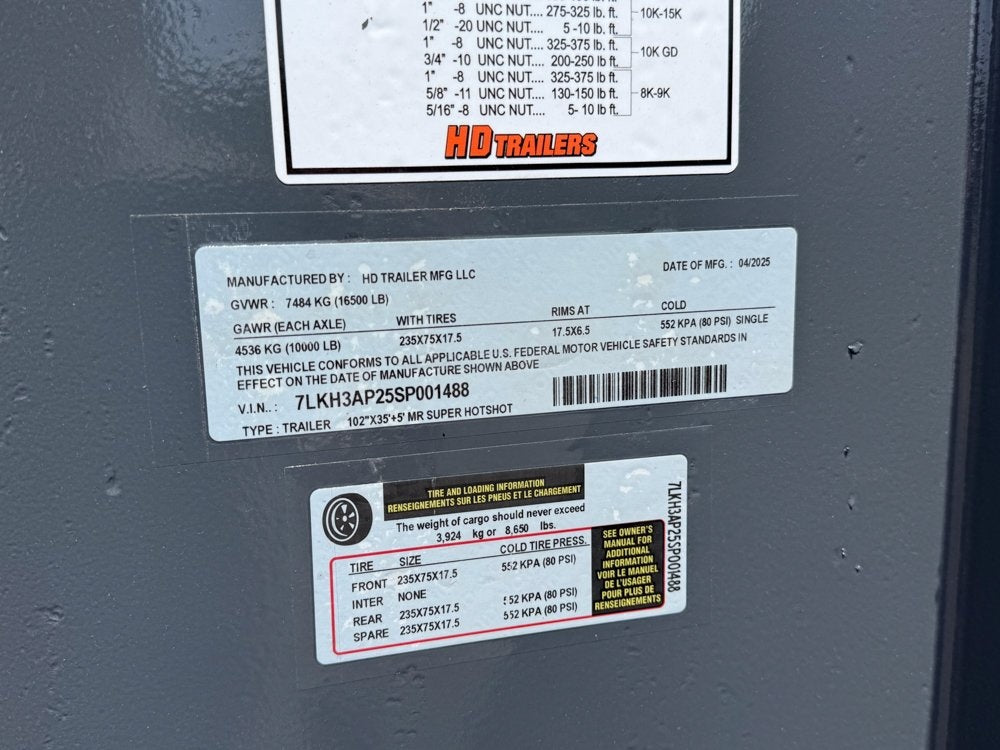 1" -8 UNC NUT.... 275-325 lb. ft. 10K-15K
1/2" -20 UNC NUT.... 5 -10 lb. ft.
1" -8 UNC NUT.... 325-375 lb ft.
3/4" -10 UNC NUT.... 200-250 lb ft. 10K GD
1" -8 UNC NUT.... 325-375 lb ft.
5/8" -11 UNC NUT.... 130-150 lb ft. 8K-9K
5/16" -8 UNC NUT.... 5- 10 lb ft.
HD TRAILERS
MANUFACTURED BY : HD TRAILER MFG LLC DATE OF MFG. : 04/2025
GVWR : 7484 KG (16500 LB)
GAWR (EACH AXLE) WITH TIRES RIMS AT COLD
4536 KG (10000 LB) 235X75X17.5 17.5X6.5 552 KPA (80 PSI) SINGLE
THIS VEHICLE CONFORMS TO ALL APPLICABLE U.S. FEDERAL MOTOR VEHICLE SAFETY STANDARDS IN
EFFECT ON THE DATE OF MANUFACTURE SHOWN ABOVE
V.I.N.. : 7LKH3AP25SP001488
TYPE : TRAILER 102"X35'+5' MR SUPER HOTSHOT
TIRE AND LOADING INFORMATION
RENSEIGNEMENTS SUR LES PNEUS ET LE CHARGEMENT
The weight of cargo should never exceed
3,924 kg or 8,650 lbs.
TIRE SIZE COLD TIRE PRESS.
FRONT 235X75X17.5 552 KPA (80 PSI)
INTER NONE
REAR 235X75X17.5 552 KPA (80 PSI)
SPARE 235X75X17.5 552 KPA (80 PSI)
SEE OWNER'S
MANUAL FOR
ADDITIONAL
INFORMATION
VOIR LE MANUEL
DE L'USAGER
POUR PLUS DE
RENSEIGNEMENTS
7LKH3AP25SP001488